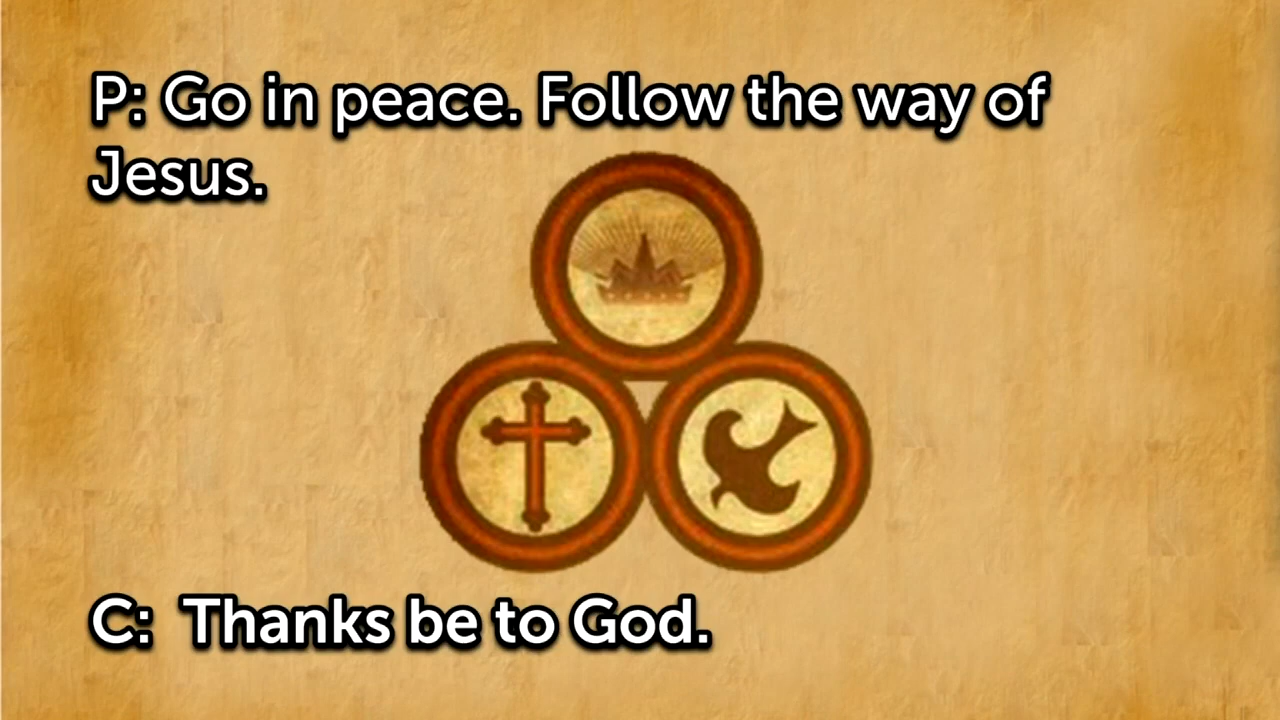 P: Go in peace. Follow the way of
Jesus.
C: Thanks be to God.